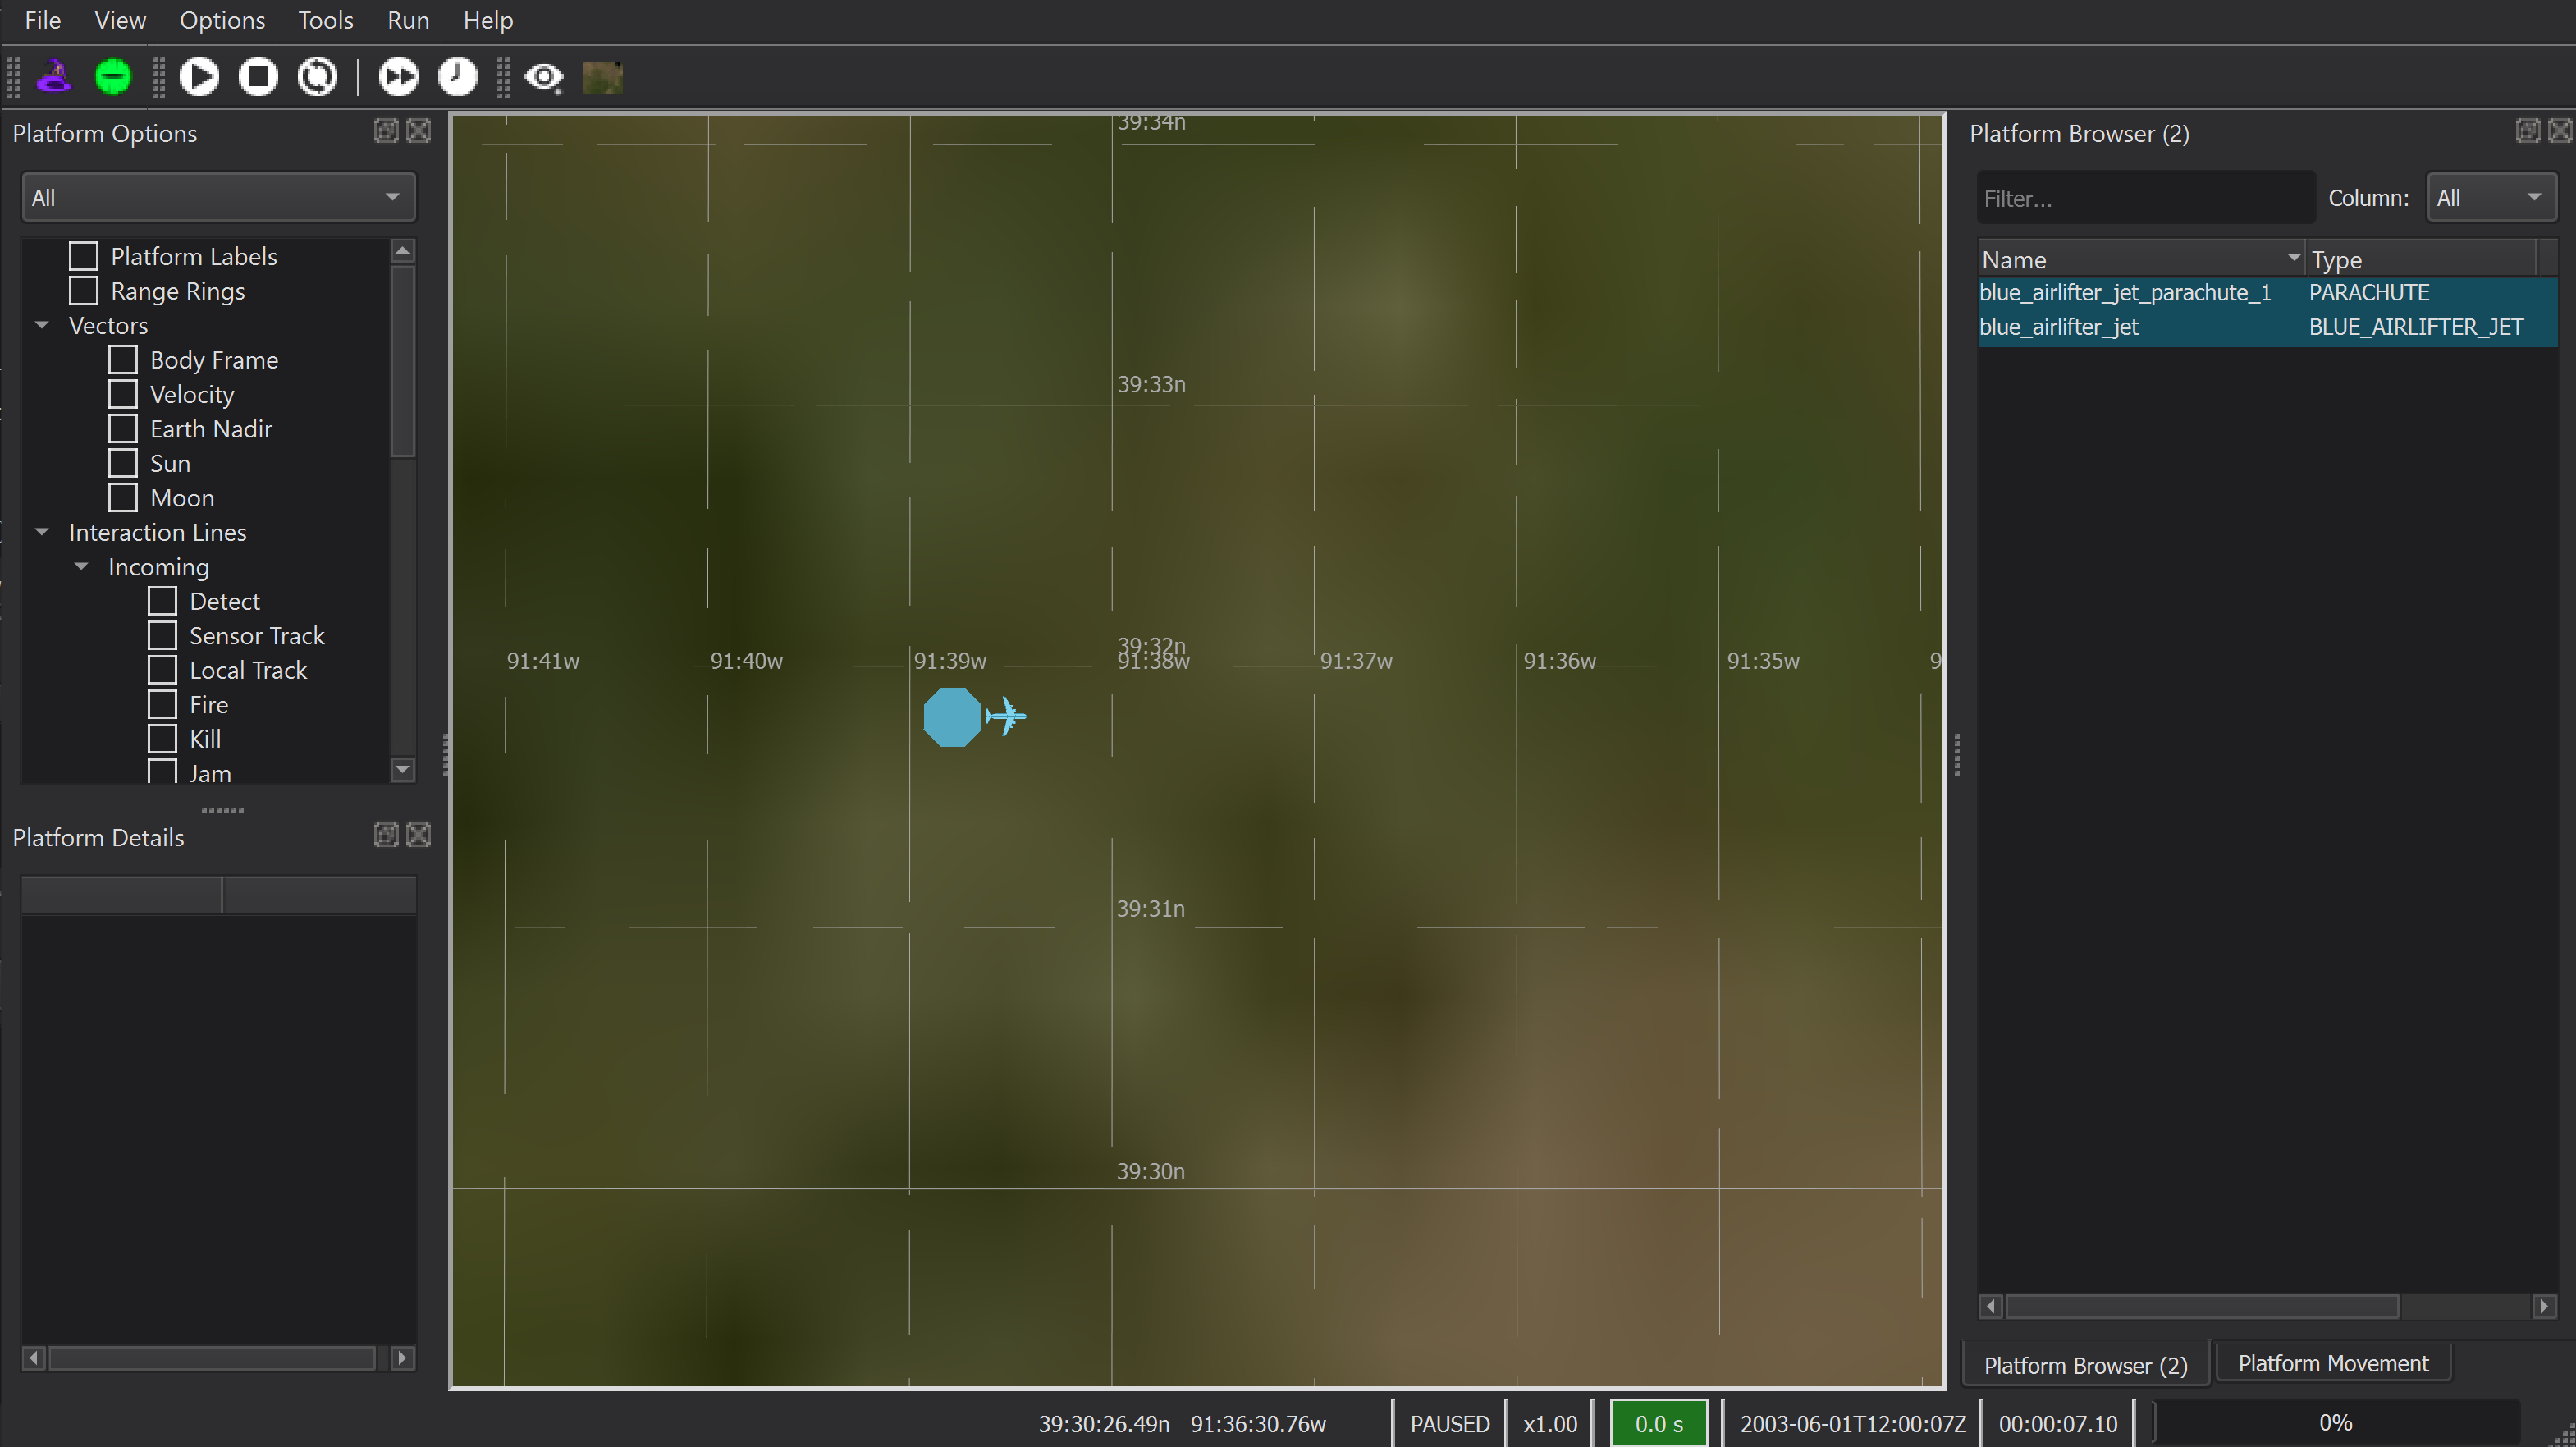 File View Options Tools Run Help
Platform Options
All
Platform Labels
Range Rings
Vectors
Body Frame
Velocity
Earth Nadir
Sun
Moon
Interaction Lines
Incoming
Detect
Sensor Track
Local Track
Fire
Kill
Jam
Platform Details
39:34n
39:33n
39:32n
91:41w 91:40w 91:39w 91:38w 91:37w 91:36w 91:35w 9
39:31n
39:30n
Platform Browser (2)
Filter... Column: All
Name Type
blue_airlifter_jet_parachute_1 PARACHUTE
blue_airlifter_jet BLUE_AIRLIFTER_JET
Platform Browser (2) Platform Movement
39:30:26.49n 91:36:30.76w PAUSED x1.00 0.0 s 2003-06-01T12:00:07Z 00:00:07.10 0%